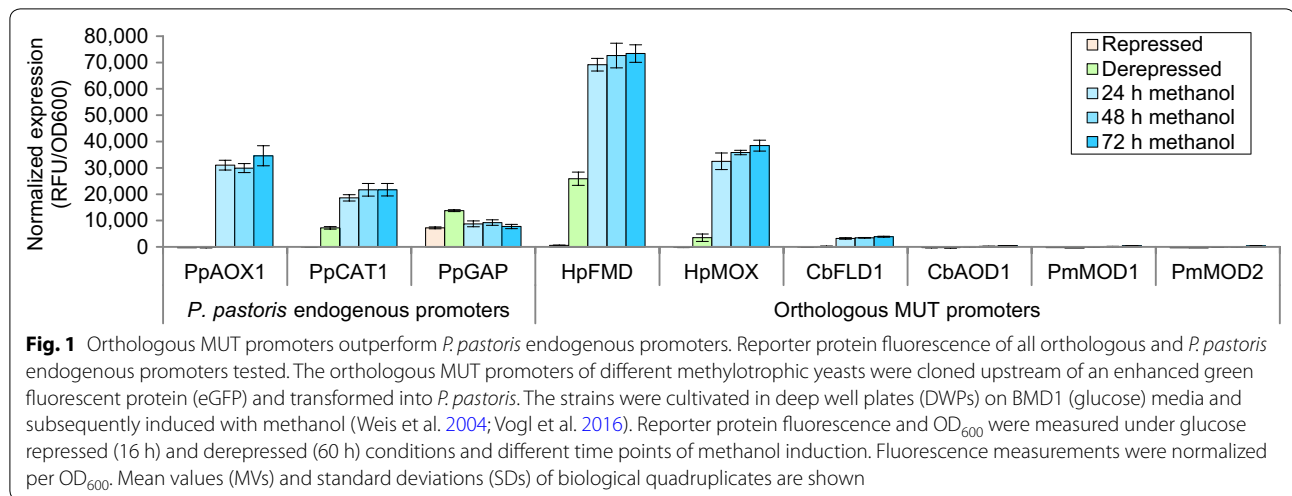 80,000
70,000
60,000
50,000
40,000
30,000
20,000
10,000
0
Normalized expression
(RFU/OD600)
Repressed
Derepressed
24 h methanol
48 h methanol
72 h methanol
PpAOX1 PpCAT1 PpGAP HpFMD HpMOX CbFLD1 CbAOD1 PmMOD1 PmMOD2
P. pastoris endogenous promoters Orthologous MUT promoters
Fig. 1 Orthologous MUT promoters outperform P. pastoris endogenous promoters. Reporter protein fluorescence of all orthologous and P. pastoris
endogenous promoters tested. The orthologous MUT promoters of different methylotrophic yeasts were cloned upstream of an enhanced green
fluorescent protein (eGFP) and transformed into P. pastoris. The strains were cultivated in deep well plates (DWPs) on BMD1 (glucose) media and
subsequently induced with methanol (Weis et al. 2004; Vogl et al. 2016). Reporter protein fluorescence and OD600 were measured under glucose
repressed (16 h) and derepressed (60 h) conditions and different time points of methanol induction. Fluorescence measurements were normalized
per OD600. Mean values (MVs) and standard deviations (SDs) of biological quadruplicates are shown